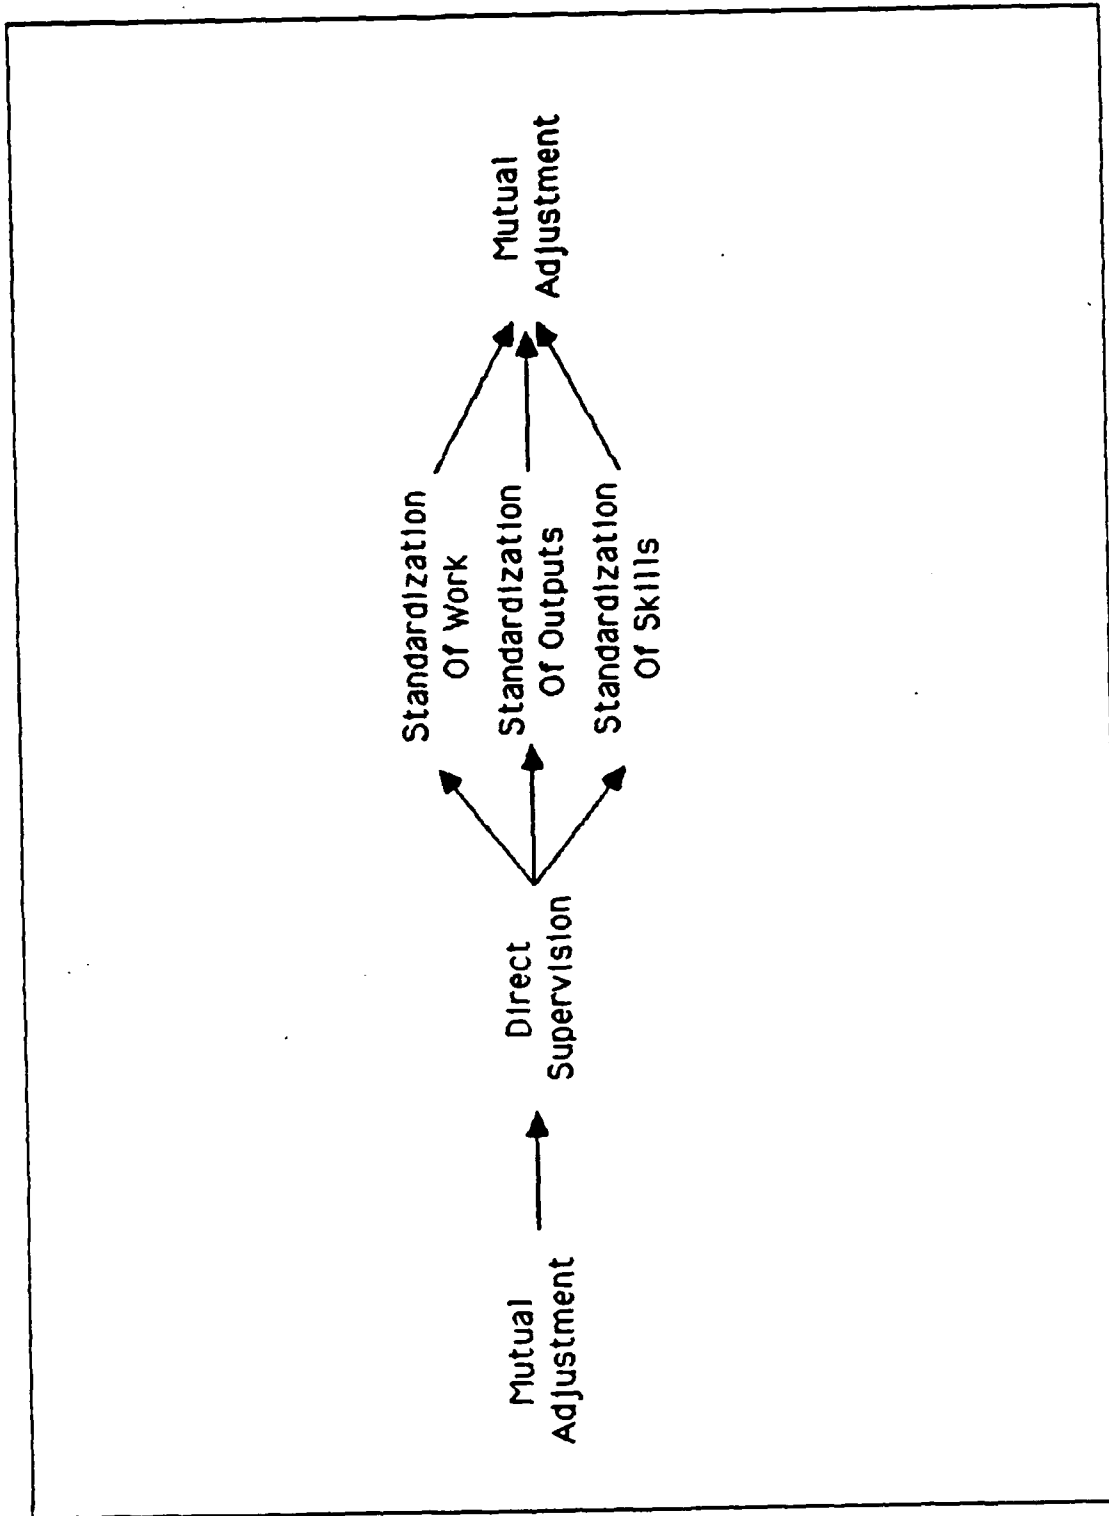 Mutual
Adjustment
Direct
Supervision
Standardization
Of Work
Standardization
Of Outputs
Standardization
Of Skills
Mutual
Adjustment